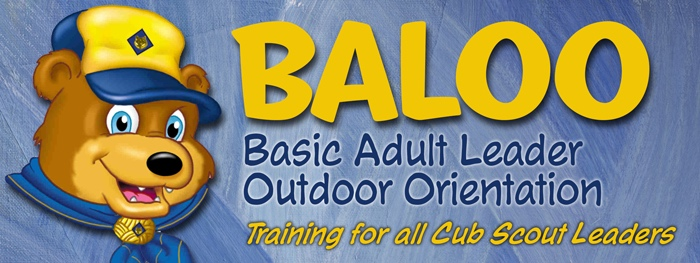 BALOO
Basic Adult Leader
Outdoor Orientation
Training for all Cub Scout Leaders